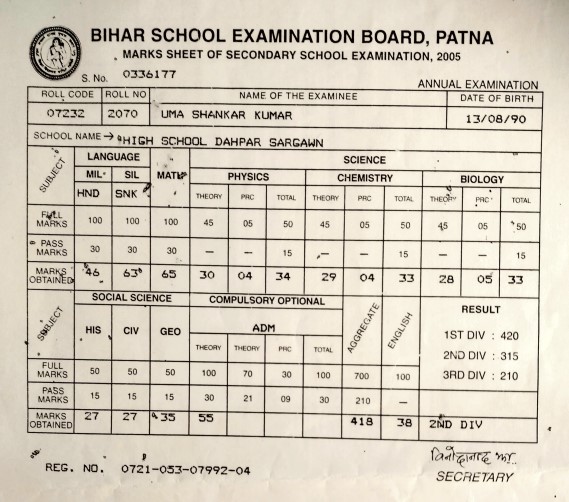 BIHAR SCHOOL EXAMINATION BOARD, PATNA
MARKS SHEET OF SECONDARY SCHOOL EXAMINATION, 2005
S. No. 0336177
ANNUAL EXAMINATION
ROLL CODE ROLL NO NAME OF THE EXAMINEE DATE OF BIRTH
07232 2070 UMA SHANKAR KUMAR 13/08/90
SCHOOL NAME → HIGH SCHOOL DAHPAR SARGAWN
SUBJECT LANGUAGE MATH SCIENCE
MIL SIL PHYSICS CHEMISTRY BIOLOGY
HND SNK THEORY PRC TOTAL THEORY PRC TOTAL THEORY PRC TOTAL
FULL MARKS 100 100 100 45 05 50 45 05 50 45 05 50
PASS MARKS 30 30 30 — — 15 — — 15 — — 15
MARKS OBTAINED 46 63 65 30 04 34 29 04 33 28 05 33
SUBJECT SOCIAL SCIENCE COMPULSORY OPTIONAL AGGREGATE ENGLISH RESULT
HIS CIV GEO ADM
THEORY THEORY PRC TOTAL
1ST DIV : 420
2ND DIV : 315
3RD DIV : 210
FULL MARKS 50 50 50 100 70 30 100 700 100
PASS MARKS 15 15 15 30 21 09 30 210 — —
MARKS OBTAINED 27 27 35 55 418 38 2ND DIV
REG. NO. 0721-053-07992-04
SECRETARY